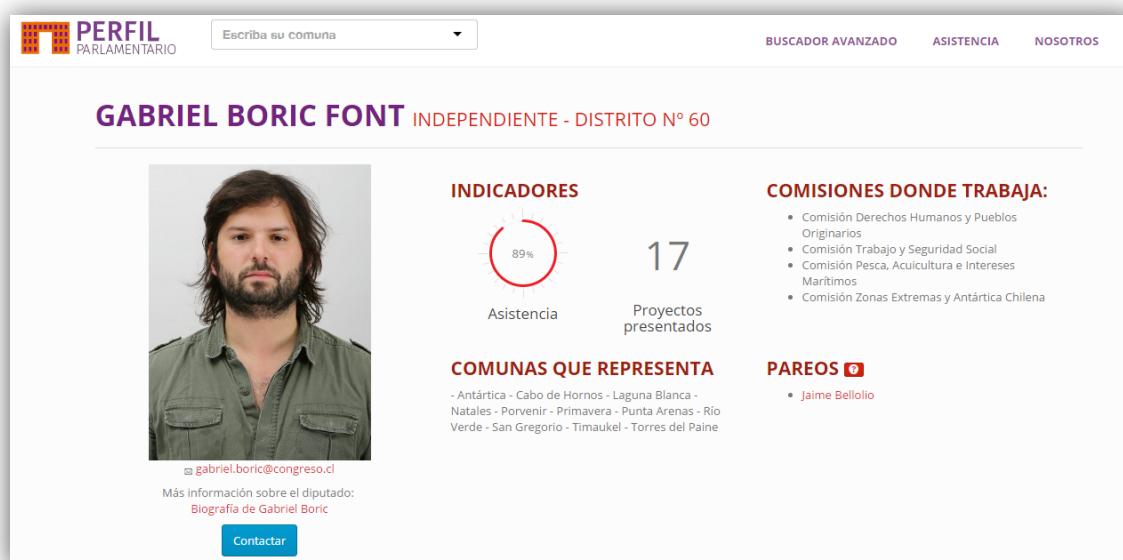 PERFIL
PARLAMENTARIO
Escriba su comuna
BUSCADOR AVANZADO ASISTENCIA NOSOTROS
GABRIEL BORIC FONT INDEPENDIENTE - DISTRITO Nº 60
INDICADORES
89%
Asistencia
17
Proyectos
presentados
COMISIONES DONDE TRABAJA:
Comisión Derechos Humanos y Pueblos
Originarios
Comisión Trabajo y Seguridad Social
Comisión Pesca, Acuicultura e Intereses
Marítimos
Comisión Zonas Extremas y Antártica Chilena
COMUNAS QUE REPRESENTA
- Antártica - Cabo de Hornos - Laguna Blanca -
Natales - Porvenir - Primavera - Punta Arenas - Río
Verde - San Gregorio - Timaukel - Torres del Paine
PAREOS ?
Jaime Bellolio
gabriel.boric@congreso.cl
Más información sobre el diputado:
Biografía de Gabriel Boric
Contactar